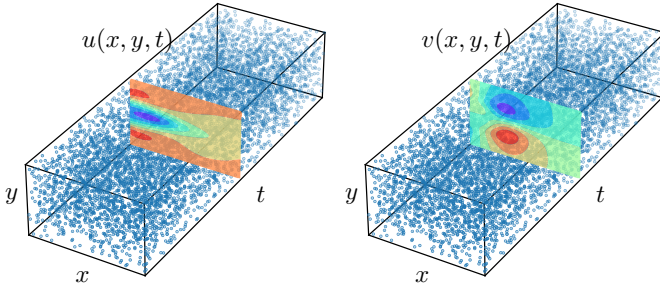 u(x, y, t)
v(x, y, t)
y
t
x
y
t
x